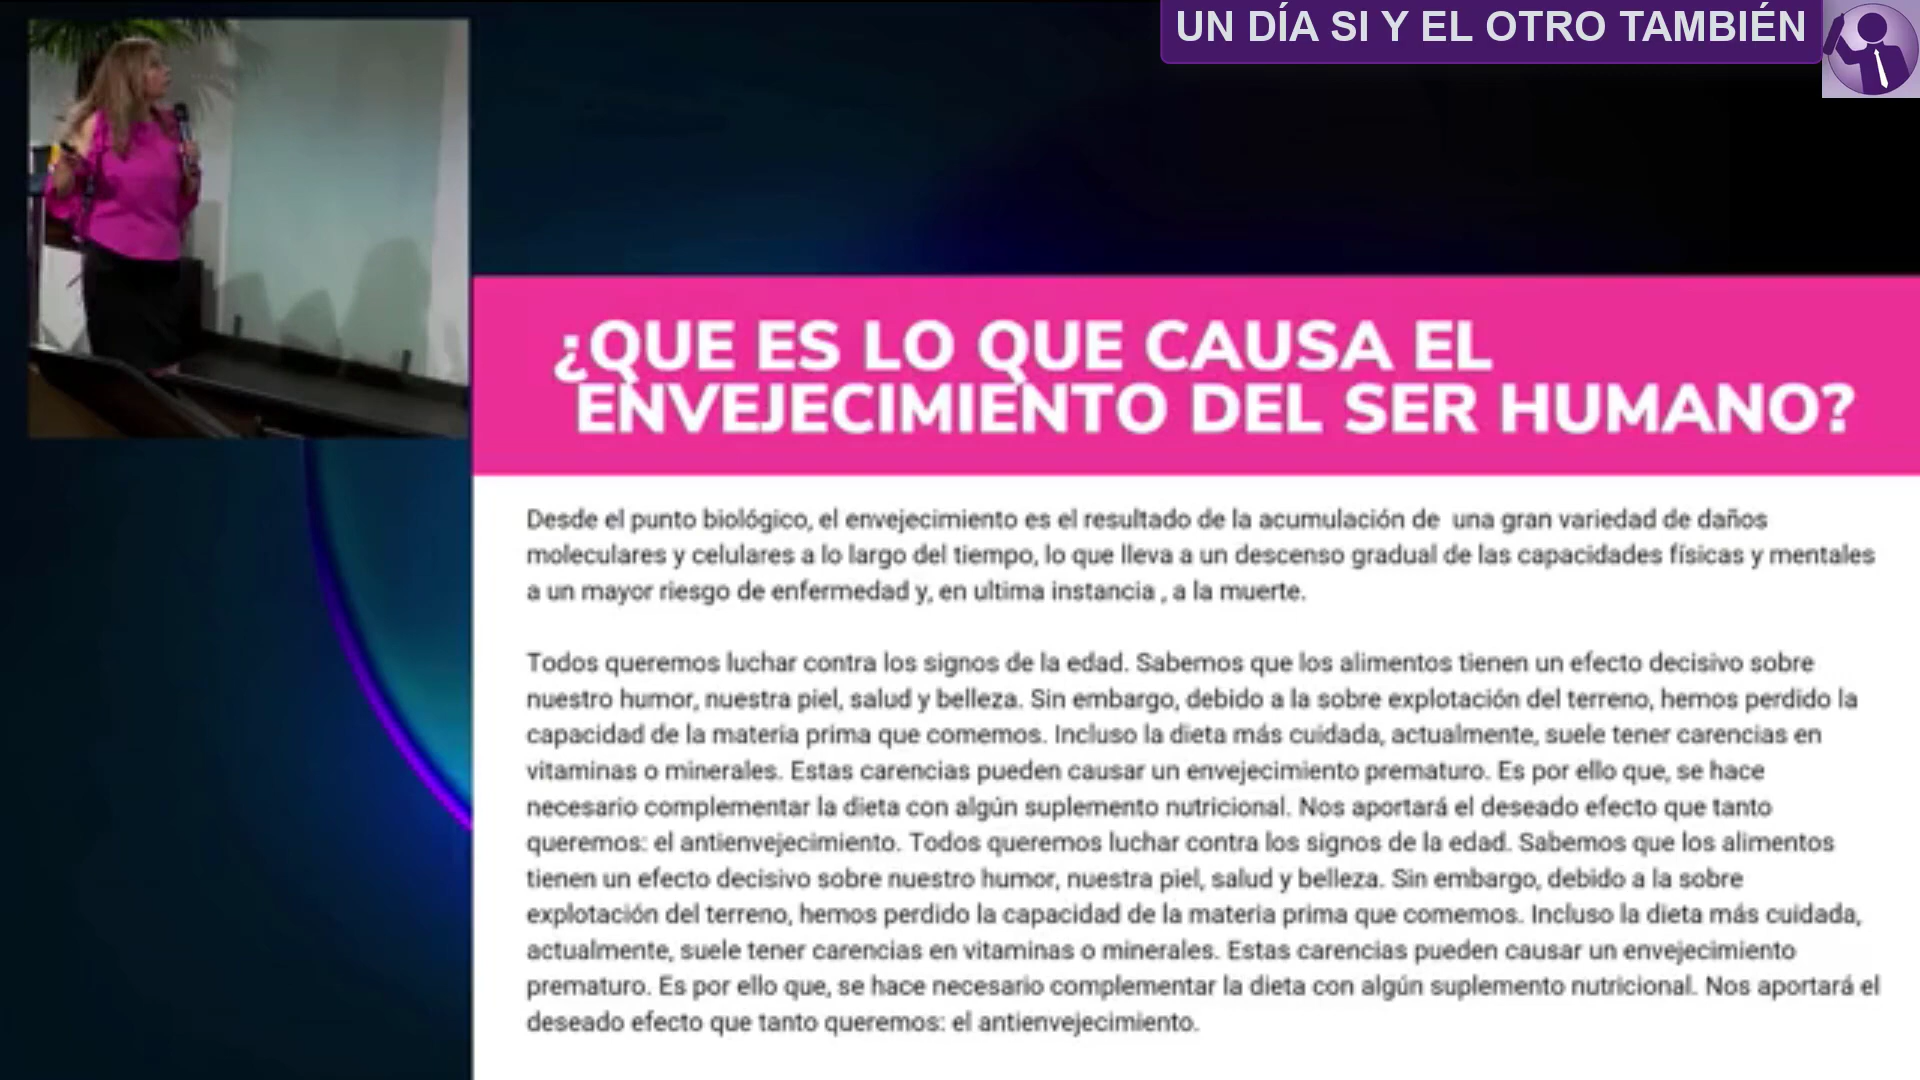 UN DÍA SI Y EL OTRO TAMBIÉN
¿QUE ES LO QUE CAUSA EL
ENVEJECIMIENTO DEL SER HUMANO?
Desde el punto biológico, el envejecimiento es el resultado de la acumulación de una gran variedad de daños
moleculares y celulares a lo largo del tiempo, lo que lleva a un descenso gradual de las capacidades físicas y mentales
a un mayor riesgo de enfermedad y, en ultima instancia , a la muerte.
Todos queremos luchar contra los signos de la edad. Sabemos que los alimentos tienen un efecto decisivo sobre
nuestro humor, nuestra piel, salud y belleza. Sin embargo, debido a la sobre explotación del terreno, hemos perdido la
capacidad de la materia prima que comemos. Incluso la dieta más cuidada, actualmente, suele tener carencias en
vitaminas o minerales. Estas carencias pueden causar un envejecimiento prematuro. Es por ello que, se hace
necesario complementar la dieta con algún suplemento nutricional. Nos aportará el deseado efecto que tanto
queremos: el antienvejecimiento. Todos queremos luchar contra los signos de la edad. Sabemos que los alimentos
tienen un efecto decisivo sobre nuestro humor, nuestra piel, salud y belleza. Sin embargo, debido a la sobre
explotación del terreno, hemos perdido la capacidad de la materia prima que comemos. Incluso la dieta más cuidada,
actualmente, suele tener carencias en vitaminas o minerales. Estas carencias pueden causar un envejecimiento
prematuro. Es por ello que, se hace necesario complementar la dieta con algún suplemento nutricional. Nos aportará el
deseado efecto que tanto queremos: el antienvejecimiento.